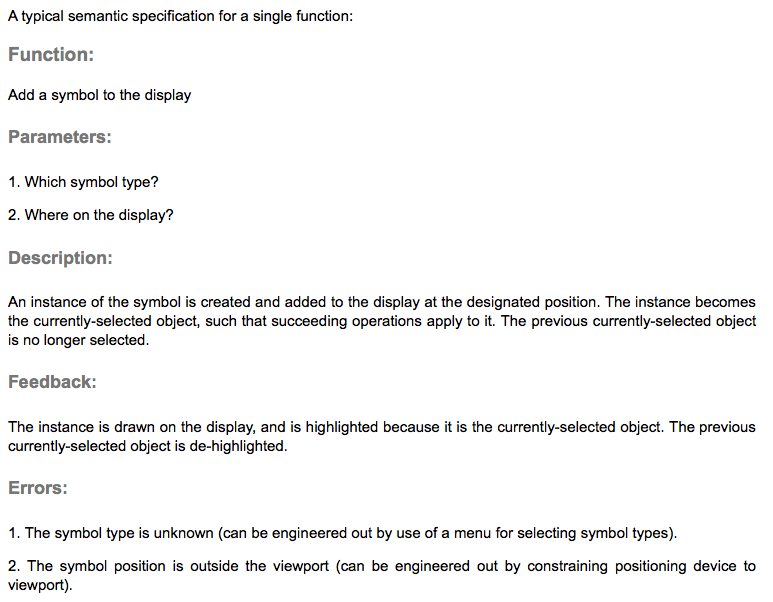 A typical semantic specification for a single function:
Function:
Add a symbol to the display
Parameters:
1. Which symbol type?
2. Where on the display?
Description:
An instance of the symbol is created and added to the display at the designated position. The instance becomes
the currently-selected object, such that succeeding operations apply to it. The previous currently-selected object
is no longer selected.
Feedback:
The instance is drawn on the display, and is highlighted because it is the currently-selected object. The previous
currently-selected object is de-highlighted.
Errors:
1. The symbol type is unknown (can be engineered out by use of a menu for selecting symbol types).
2. The symbol position is outside the viewport (can be engineered out by constraining positioning device to
viewport).